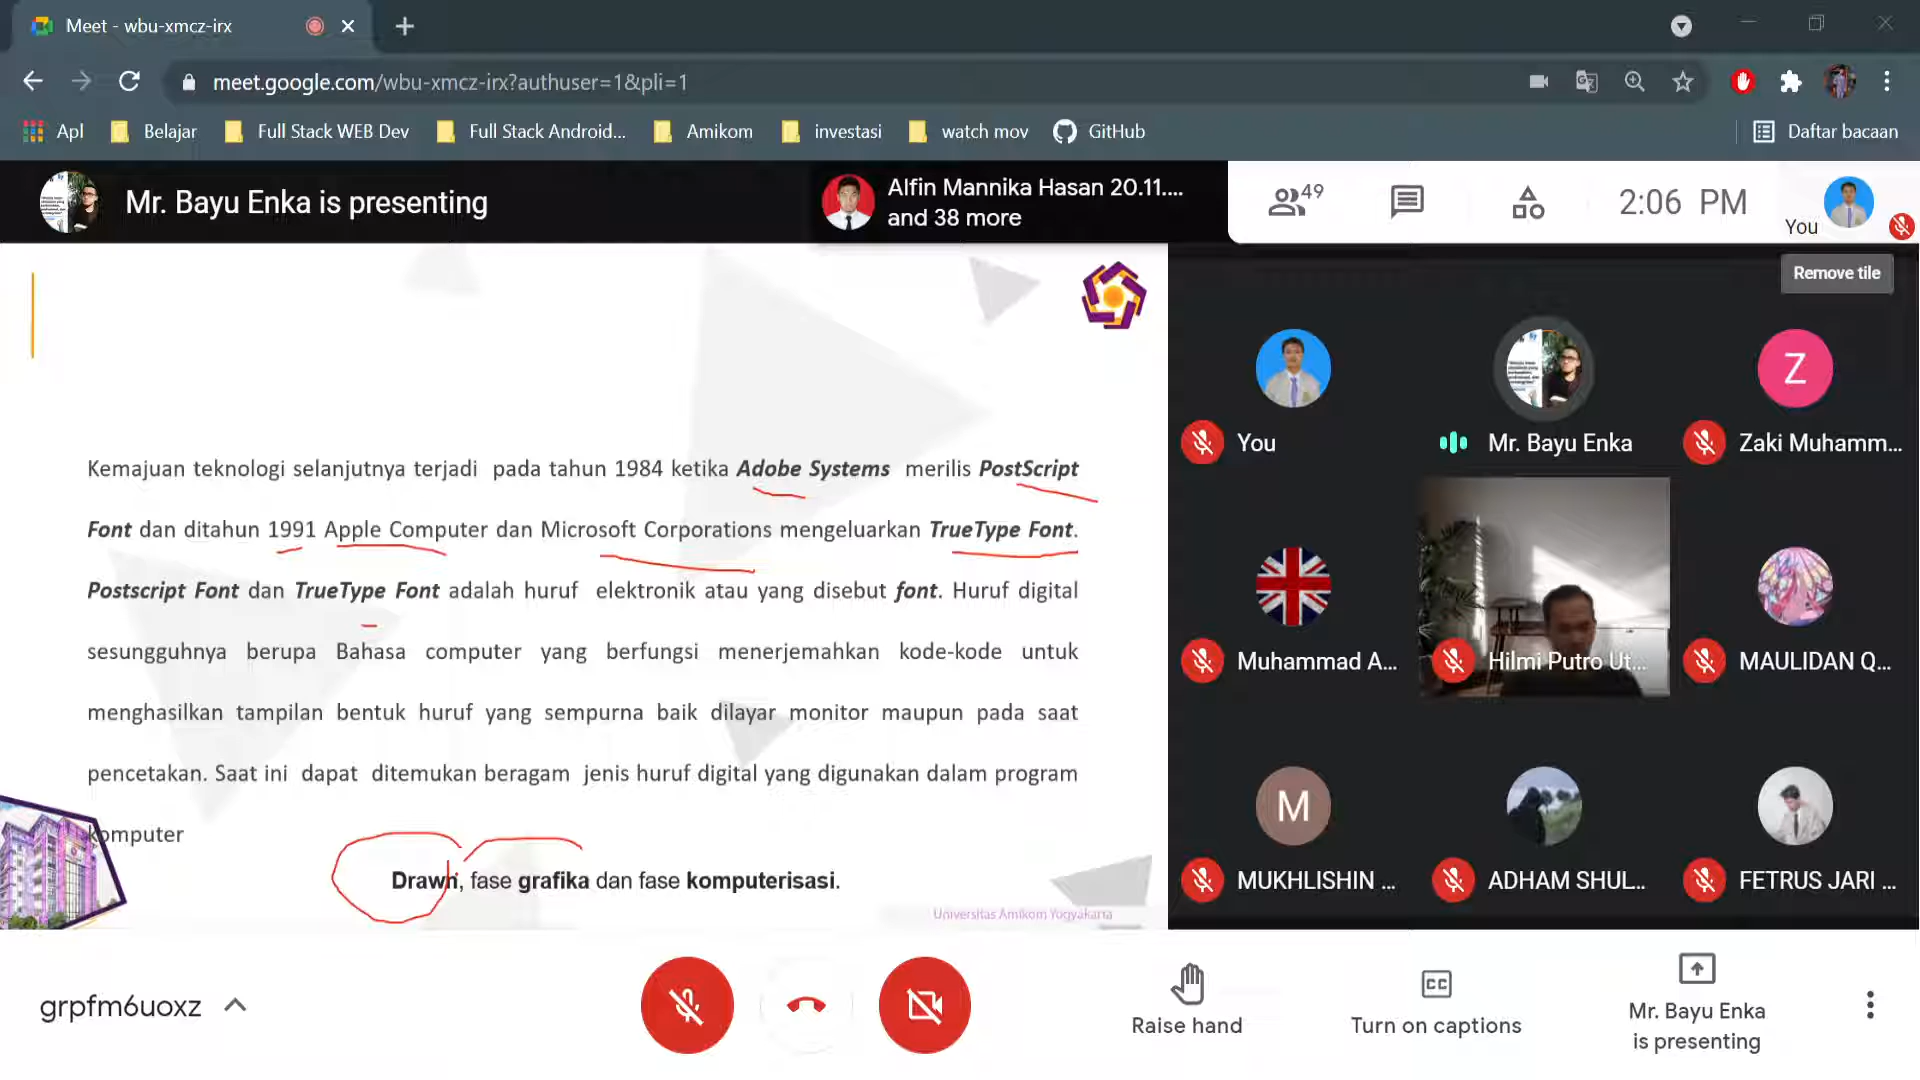 Meet - wbu-xmcz-irx
meet.google.com/wbu-xmcz-irx?authuser=1&pli=1
Apl
Belajar
Full Stack WEB Dev
Full Stack Android...
Amikom
investasi
watch mov
GitHub
Daftar bacaan
Mr. Bayu Enka is presenting
Alfin Mannika Hasan 20.11....
and 38 more
49
2:06 PM
You
Remove tile
Kemajuan teknologi selanjutnya terjadi pada tahun 1984 ketika Adobe Systems merilis PostScript
Font dan ditahun 1991 Apple Computer dan Microsoft Corporations mengeluarkan TrueType Font.
Postscript Font dan TrueType Font adalah huruf elektronik atau yang disebut font. Huruf digital
sesungguhnya berupa Bahasa computer yang berfungsi menerjemahkan kode-kode untuk
menghasilkan tampilan bentuk huruf yang sempurna baik dilayar monitor maupun pada saat
pencetakan. Saat ini dapat ditemukan beragam jenis huruf digital yang digunakan dalam program
komputer
Drawn, fase grafika dan fase komputerisasi.
Universitas Amikom Yogyakarta
You
Mr. Bayu Enka
Z
Zaki Muhamm...
Muhammad A...
Hilmi Putro Ut...
MAULIDAN Q...
M
MUKHLISHIN ...
ADHAM SHUL...
FETRUS JARI ...
grpfm6uoxz
Raise hand
CC
Turn on captions
Mr. Bayu Enka
is presenting